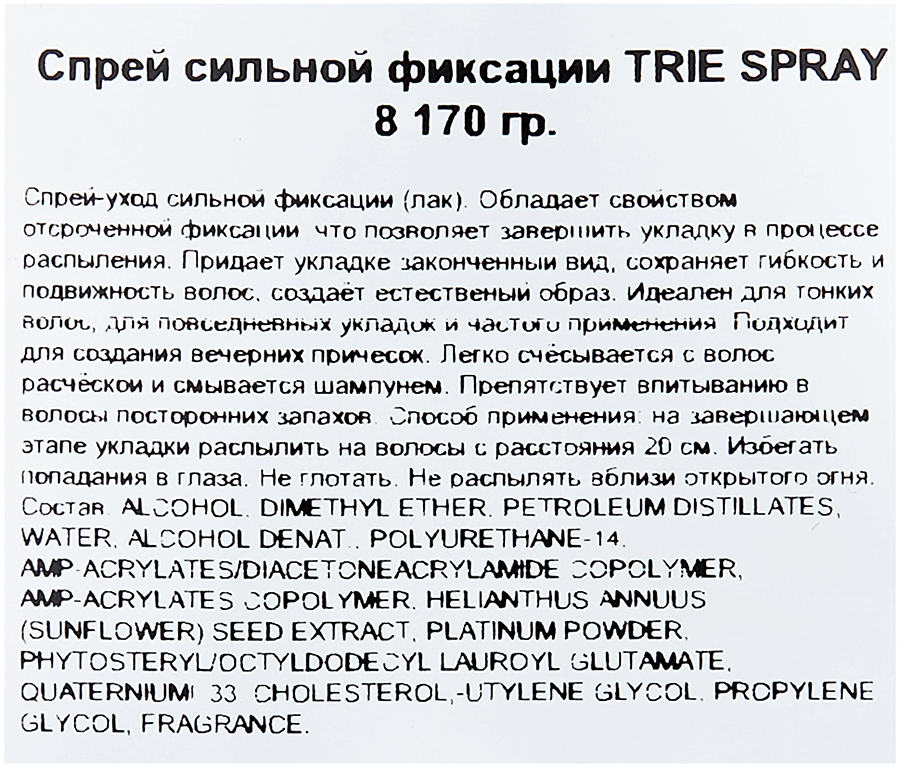 Спрей сильной фиксации TRIE SPRAY
8 170 гр.
Спрей-уход сильной фиксации (лак). Обладает свойством
отсроченной фиксации что позволяет завершить укладку в процессе
распыления. Придает укладке законченный вид, сохраняет гибкость и
подвижность волос, создаёт естественый образ. Идеален для тонких
волос, для повседневных укладок и частого применения Подходит
для создания вечерних причесок. Легко счёсывается с волос
расчёской и смывается шампунем. Препятствует впитыванию в
волосы посторонних запахов. Способ применения: на завершающем
этапе укладки распылить на волосы с расстояния 20 см. Избегать
попадания в глаза. Не глотать. Не распылять вблизи открытого огня.
Состав ALCOHOL, DIMETHYL ETHER, PETROLEUM DISTILLATES,
WATER, ALCOHOL DENAT., POLYURETHANE-14,
AMP-ACRYLATES/DIACETONEACRYLAMIDE COPOLYMER,
AMP-ACRYLATES COPOLYMER, HELIANTHUS ANNUUS
(SUNFLOWER) SEED EXTRACT, PLATINUM POWDER,
PHYTOSTERYL/OCTYLDODECYL LAUROYL GLUTAMATE,
QUATERNIUM 33 CHOLESTEROL,-UTYLENE GLYCOL, PROPYLENE
GLYCOL, FRAGRANCE.